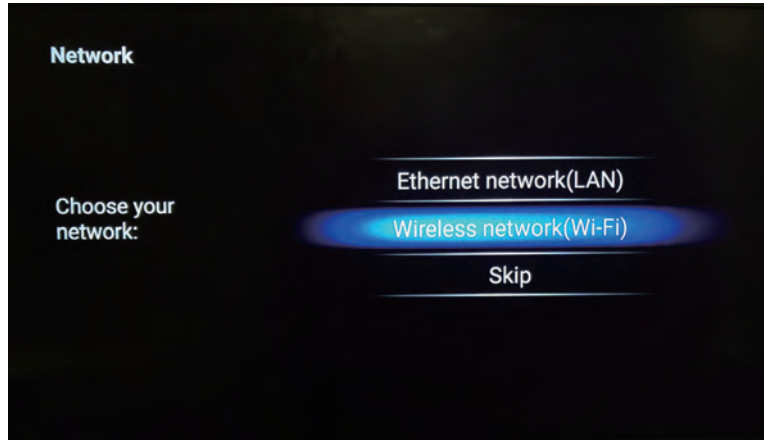 Network
Choose your
network:
Ethernet network(LAN)
Wireless network(Wi-Fi)
Skip